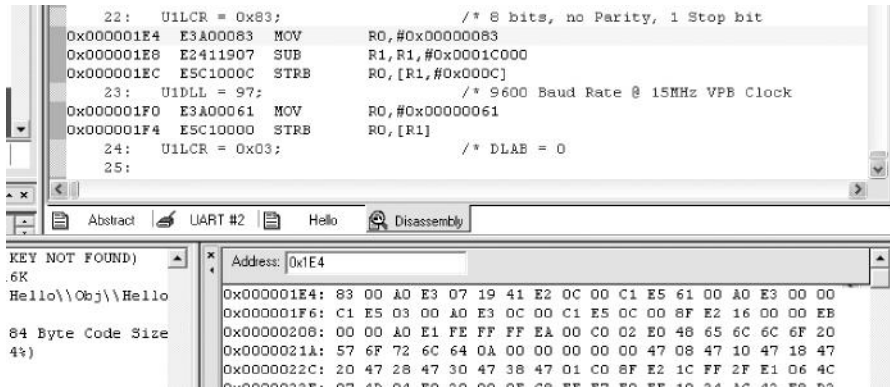 22: U1LCR = 0x83; /* 8 bits, no Parity, 1 Stop bit
0x000001E4 E3A00083 MOV R0,#0x00000083
0x000001E8 E2411907 SUB R1,R1,#0x0001C000
0x000001EC E5C1000C STRB R0,[R1,#0x000C]
23: U1DLL = 97; /* 9600 Baud Rate @ 15MHz VPB Clock
0x000001F0 E3A00061 MOV R0,#0x00000061
0x000001F4 E5C10000 STRB R0,[R1]
24: U1LCR = 0x03; /* DLAB = 0
25:
Abstract UART #2 Hello Disassembly
KEY NOT FOUND)
.6K
Hello\\Obj\\Hello
84 Byte Code Size
4%)
Address: 0x1E4
0x000001E4: 83 00 A0 E3 07 19 41 E2 0C 00 C1 E5 61 00 A0 E3 00 00
0x000001F6: C1 E5 03 00 A0 E3 0C 00 C1 E5 0C 00 8F E2 16 00 00 EB
0x00000208: 00 00 A0 E1 FE FF FF EA 00 C0 02 E0 48 65 6C 6C 6F 20
0x0000021A: 57 6F 72 6C 64 0A 00 00 00 00 00 47 08 47 10 47 18 47
0x0000022C: 20 47 28 47 30 47 38 47 01 C0 8F E2 1C FF 2F E1 06 4C